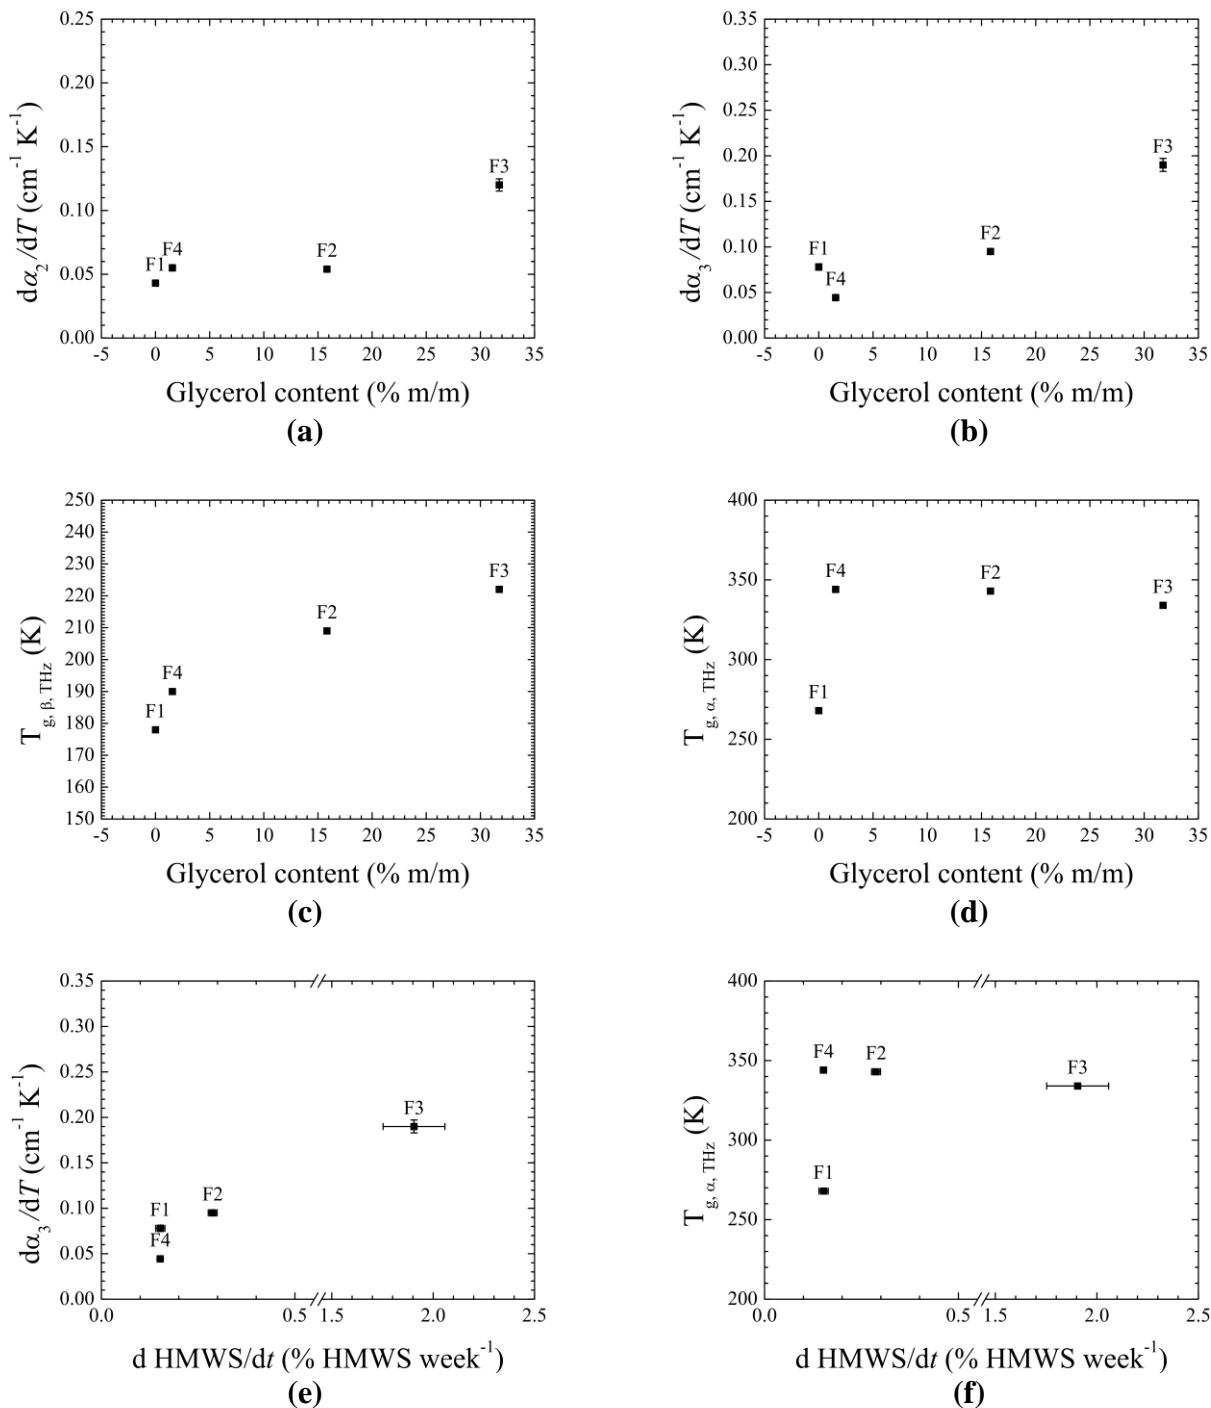 0.25
0.20
0.15
0.10
0.05
0.00
dα₂/dT (cm⁻¹ K⁻¹)
F1
F4
F2
F3
-5 0 5 10 15 20 25 30 35
Glycerol content (% m/m)
(a)
0.35
0.30
0.25
0.20
0.15
0.10
0.05
0.00
dα₃/dT (cm⁻¹ K⁻¹)
F1
F4
F2
F3
-5 0 5 10 15 20 25 30 35
Glycerol content (% m/m)
(b)
250
240
230
220
210
200
190
180
170
160
150
T g, β, THz (K)
F1
F4
F2
F3
-5 0 5 10 15 20 25 30 35
Glycerol content (% m/m)
(c)
400
350
300
250
200
T g, α, THz (K)
F1
F4
F2
F3
-5 0 5 10 15 20 25 30 35
Glycerol content (% m/m)
(d)
0.35
0.30
0.25
0.20
0.15
0.10
0.05
0.00
dα₃/dT (cm⁻¹ K⁻¹)
F1
F4
F2
F3
0.0 0.5 1.5 2.0 2.5
d HMWS/dt (% HMWS week⁻¹)
(e)
400
350
300
250
200
T g, α, THz (K)
F4
F2
F3
F1
0.0 0.5 1.5 2.0 2.5
d HMWS/dt (% HMWS week⁻¹)
(f)